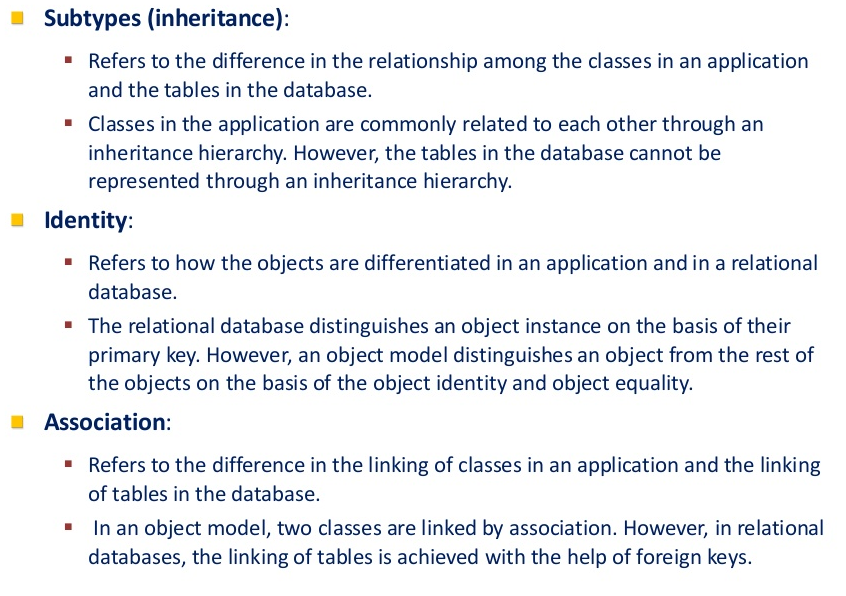 Subtypes (inheritance):
Refers to the difference in the relationship among the classes in an application
and the tables in the database.
Classes in the application are commonly related to each other through an
inheritance hierarchy. However, the tables in the database cannot be
represented through an inheritance hierarchy.
Identity:
Refers to how the objects are differentiated in an application and in a relational
database.
The relational database distinguishes an object instance on the basis of their
primary key. However, an object model distinguishes an object from the rest of
the objects on the basis of the object identity and object equality.
Association:
Refers to the difference in the linking of classes in an application and the linking
of tables in the database.
In an object model, two classes are linked by association. However, in relational
databases, the linking of tables is achieved with the help of foreign keys.